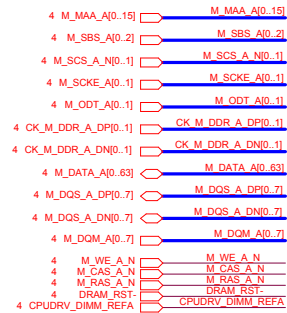 4 M_MAA_A[0..15] M_MAA_A[0..15]
4 M_SBS_A[0..2] M_SBS_A[0..2]
4 M_SCS_A_N[0..1] M_SCS_A_N[0..1]
4 M_SCKE_A[0..1] M_SCKE_A[0..1]
4 M_ODT_A[0..1] M_ODT_A[0..1]
4 CK_M_DDR_A_DP[0..1] CK_M_DDR_A_DP[0..1]
4 CK_M_DDR_A_DN[0..1] CK_M_DDR_A_DN[0..1]
4 M_DATA_A[0..63] M_DATA_A[0..63]
4 M_DQS_A_DP[0..7] M_DQS_A_DP[0..7]
4 M_DQS_A_DN[0..7] M_DQS_A_DN[0..7]
4 M_DQM_A[0..7] M_DQM_A[0..7]
4 M_WE_A_N M_WE_A_N
4 M_CAS_A_N M_CAS_A_N
4 M_RAS_A_N M_RAS_A_N
4 DRAM_RST- DRAM_RST-
4 CPUDRV_DIMM_REFA CPUDRV_DIMM_REFA